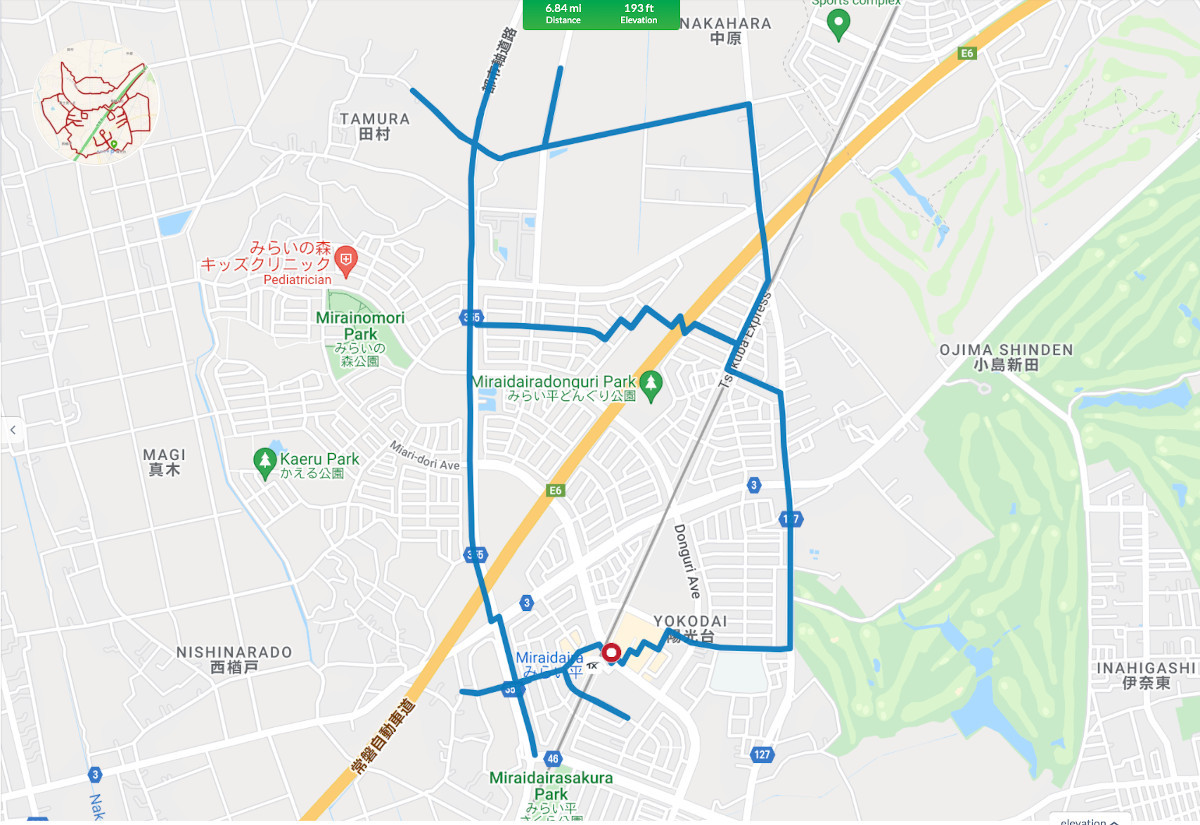 6.84 mi
Distance
193 ft
Elevation
Sports complex
NAKAHARA
中原
都市軸道路
E6
TAMURA
田村
みらいの森
キッズクリニック
Pediatrician
Mirainomori
Park
みらいの
森公園
Tsukuba Express
OJIMA SHINDEN
小島新田
Miraidairadonguri Park
みらい平どんぐり公園
MAGI
真木
Kaeru Park
かえる公園
Miari-dori Ave
E6
3
Donguri Ave
3
YOKODAI
陽光台
NISHINARADO
西楢戸
Miraidaira
みらい平
TX
INAHIGASHI
伊奈東
常磐自動車道
46
127
3
Nak
Miraidairasakura
Park
みらい平
さくら公園
elevation